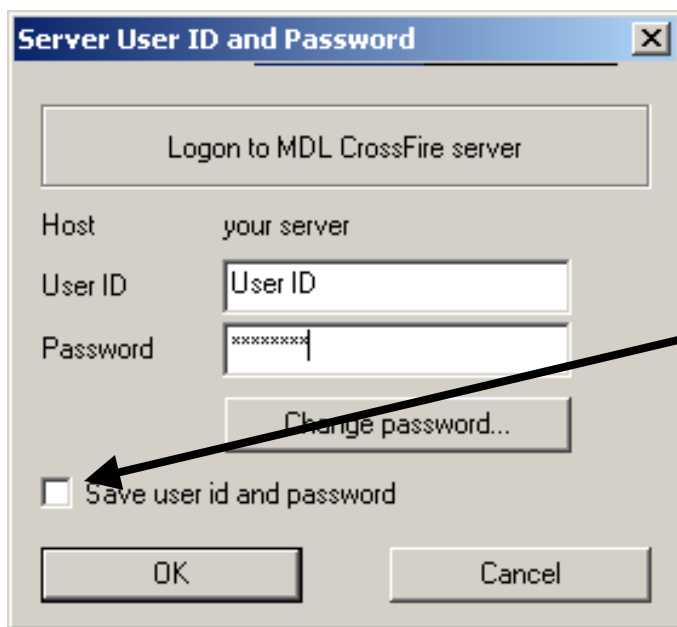 Server User ID and Password
Logon to MDL CrossFire server
Host your server
User ID User ID
Password xxxxxxxx
Change password...
Save user id and password
OK Cancel